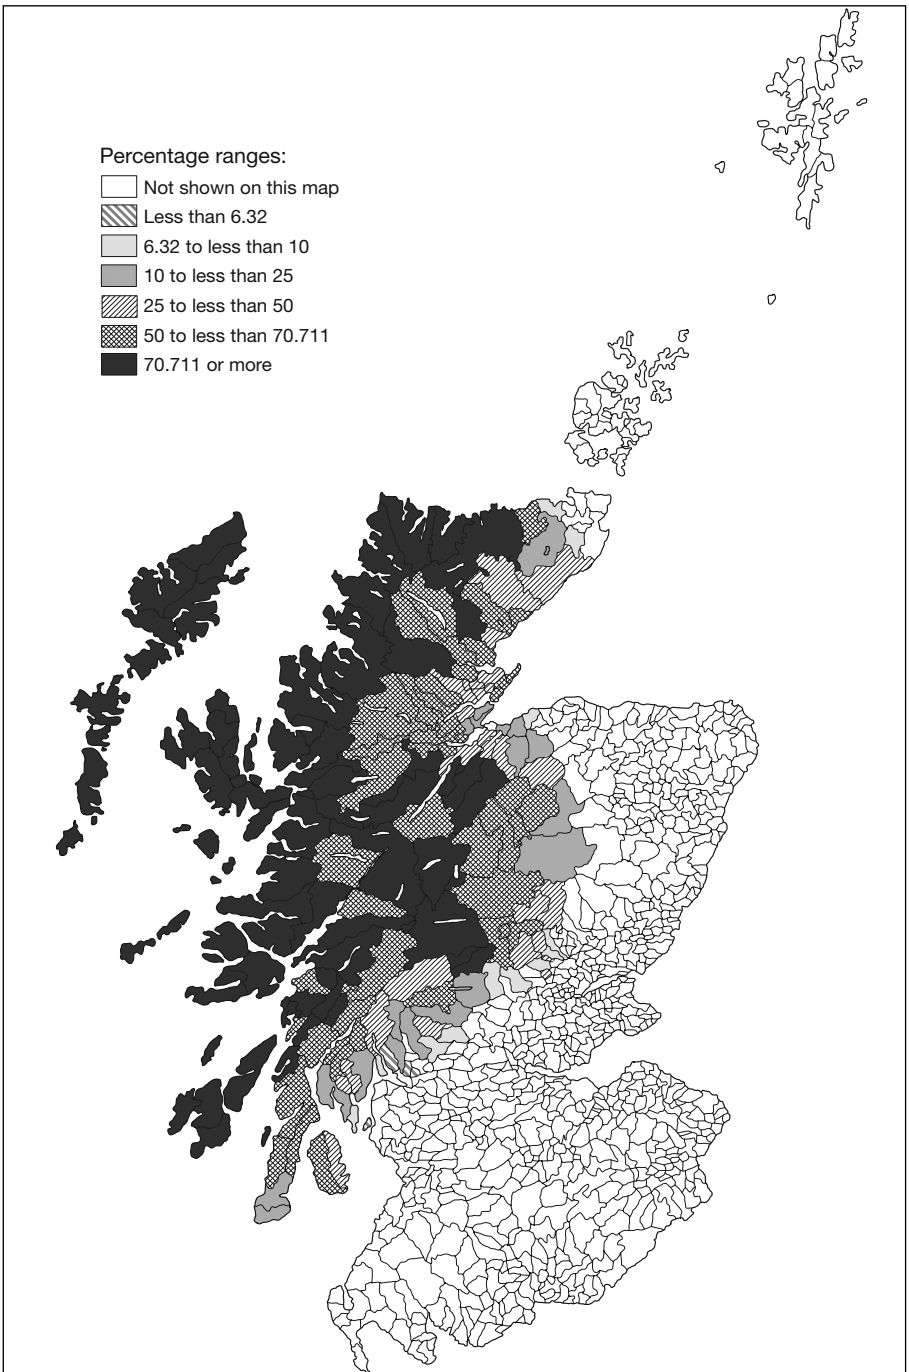 Percentage ranges:
Not shown on this map
Less than 6.32
6.32 to less than 10
10 to less than 25
25 to less than 50
50 to less than 70.711
70.711 or more